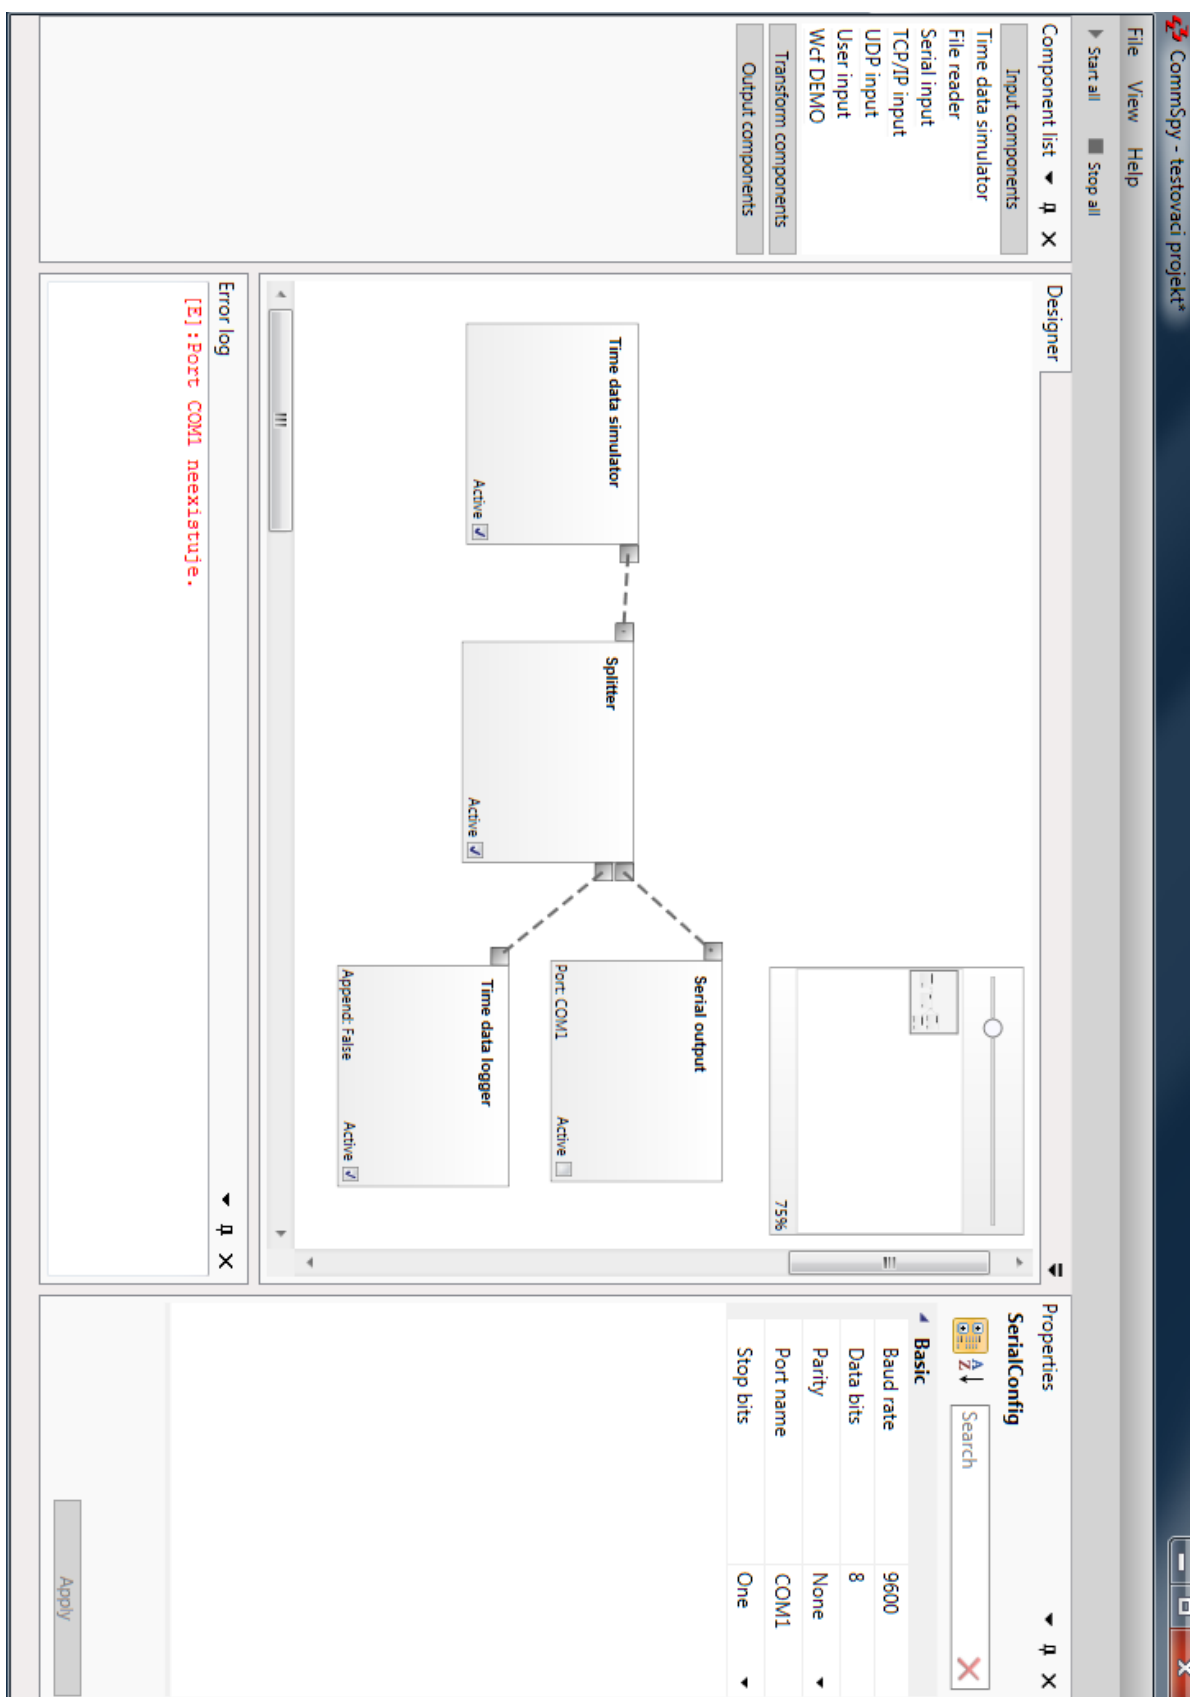 CommSpy - testovaci projekt*
File View Help
Start all Stop all
Component list
Input components
Time data simulator
File reader
Serial input
TCP/IP input
UDP input
User input
Wcf DEMO
Transform components
Output components
Designer
75%
Time data simulator
Active
Splitter
Active
Serial output
Port: COM1 Active
Time data logger
Append: False Active
Error log
[E]:Port COM1 neexistuje.
Properties
SerialConfig
Search
Basic
Baud rate 9600
Data bits 8
Parity None
Port name COM1
Stop bits One
Apply